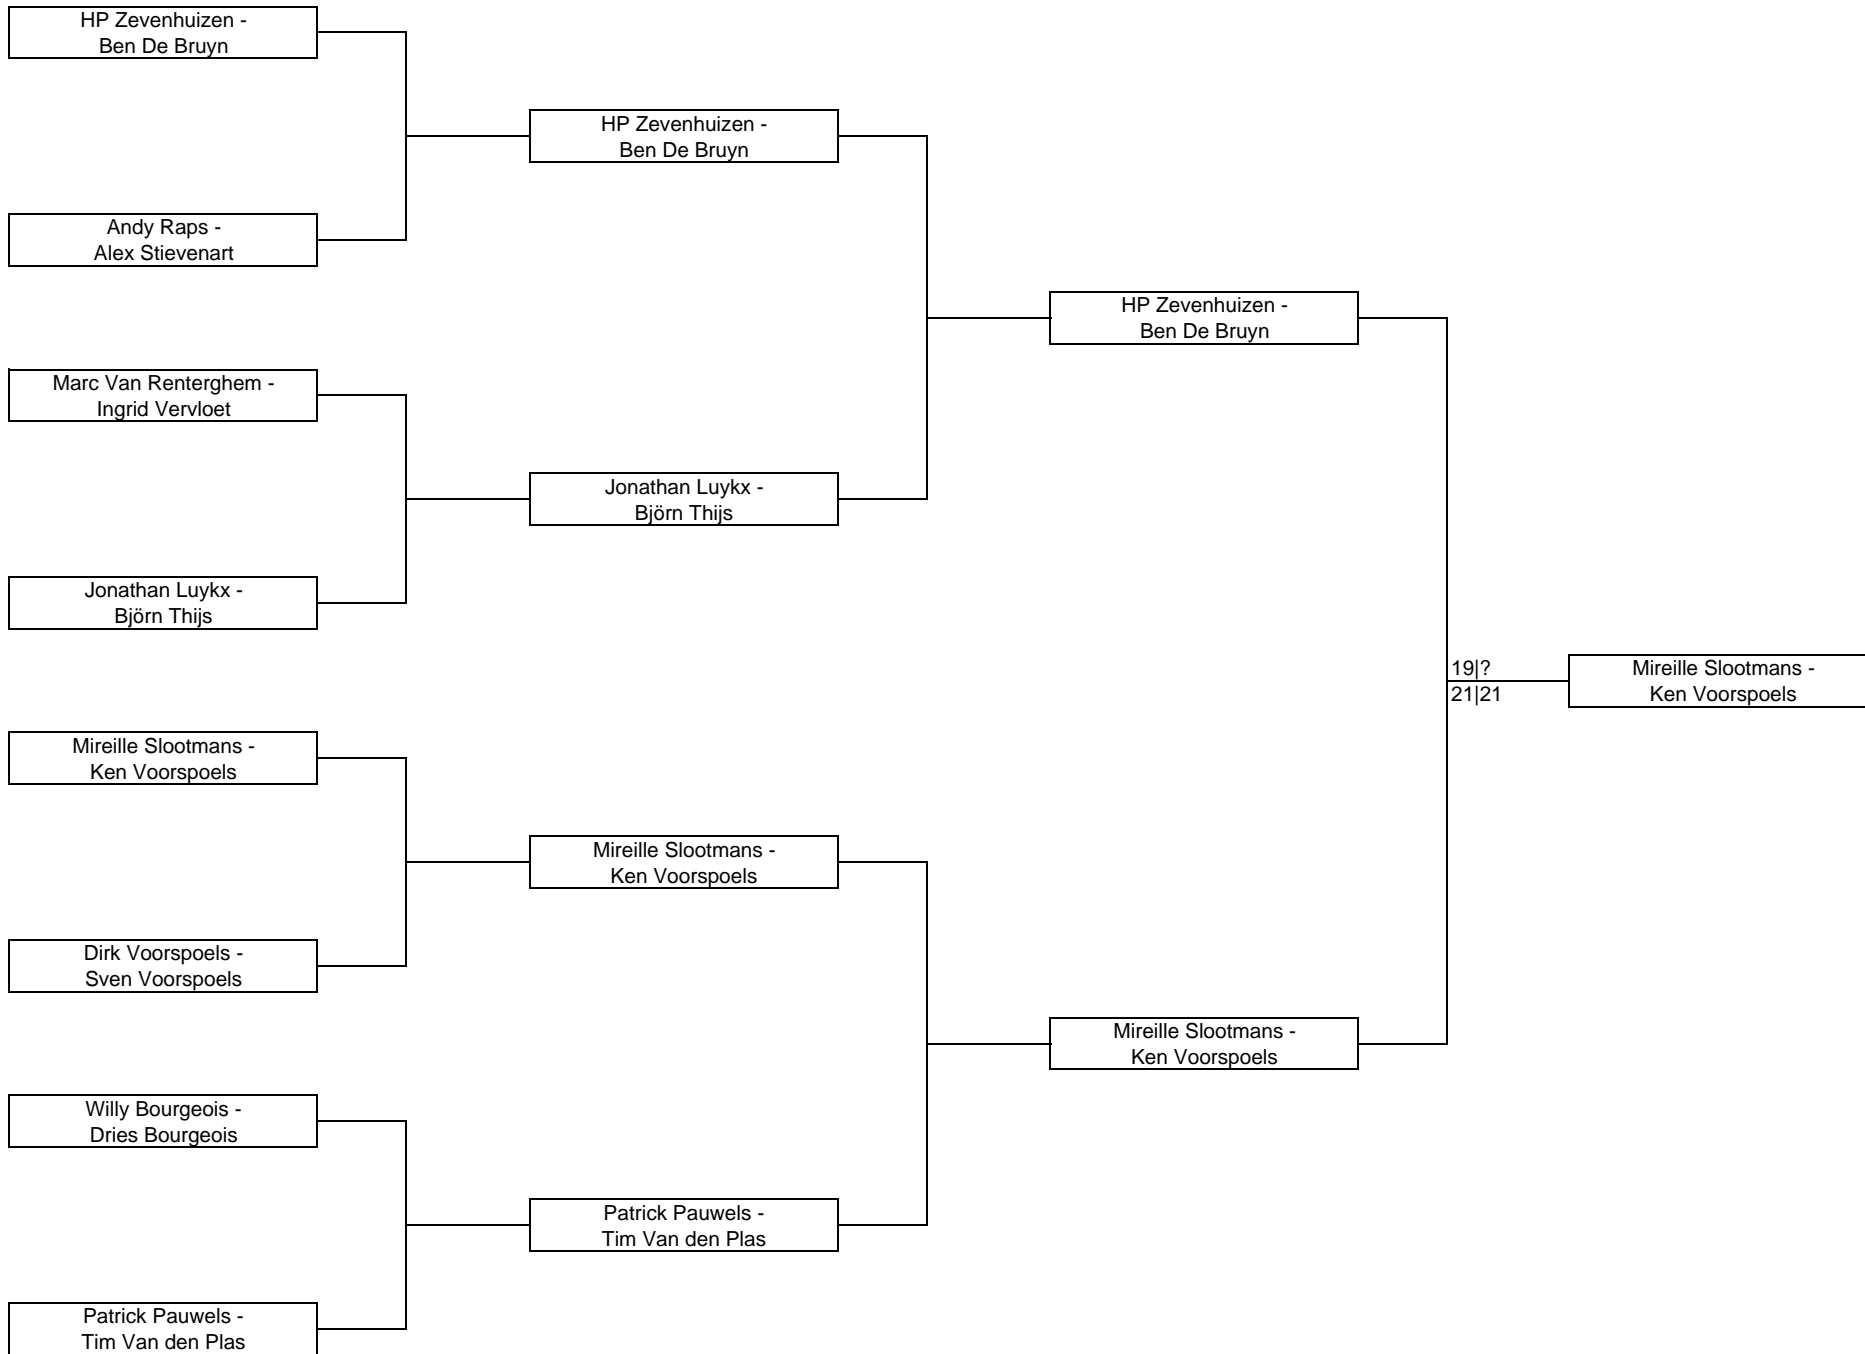 HP Zevenhuizen -
Ben De Bruyn
Andy Raps -
Alex Stievenart
Marc Van Renterghem -
Ingrid Vervloet
Jonathan Luykx -
Björn Thijs
Mireille Slootmans -
Ken Voorspoels
Dirk Voorspoels -
Sven Voorspoels
Willy Bourgeois -
Dries Bourgeois
Patrick Pauwels -
Tim Van den Plas
HP Zevenhuizen -
Ben De Bruyn
Jonathan Luykx -
Björn Thijs
Mireille Slootmans -
Ken Voorspoels
Patrick Pauwels -
Tim Van den Plas
HP Zevenhuizen -
Ben De Bruyn
Mireille Slootmans -
Ken Voorspoels
19|?
21|21
Mireille Slootmans -
Ken Voorspoels